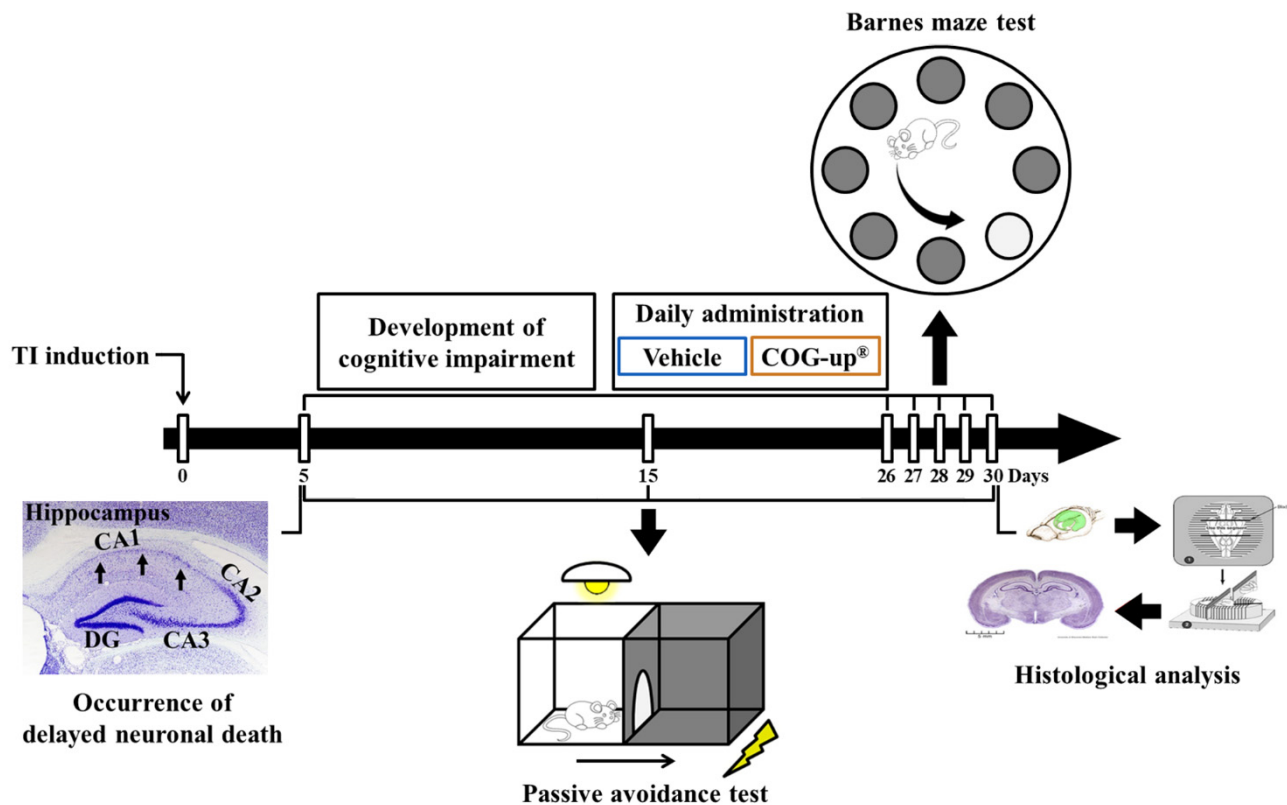 Barnes maze test
TI induction
Development of
cognitive impairment
Daily administration
Vehicle
COG-up®
0
5
15
26
27
28
29
30
Days
Hippocampus
CA1
CA2
CA3
DG
Occurrence of
delayed neuronal death
Passive avoidance test
1
2
Histological analysis